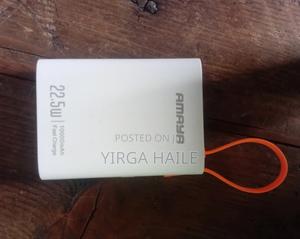 AMAYA
22.5W
10000mAh
Fast Charge
POSTED ON
YIRGA HAILE